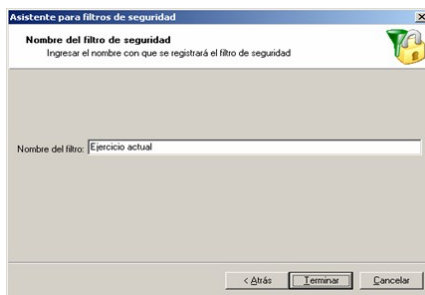 Asistente para filtros de seguridad
Nombre del filtro de seguridad
Ingresar el nombre con que se registrará el filtro de seguridad
Nombre del filtro: Ejercicio actual
< Atrás Terminar Cancelar